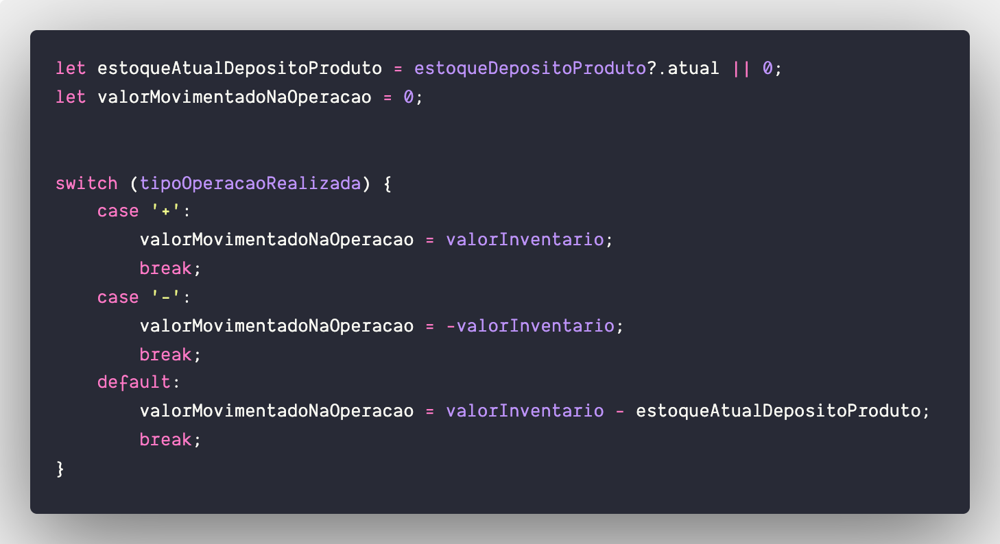 let estoqueAtualDepositoProduto = estoqueDepositoProduto?.atual || 0;
let valorMovimentadoNaOperacao = 0;
switch (tipoOperacaoRealizada) {
    case '+':
        valorMovimentadoNaOperacao = valorInventario;
        break;
    case '-':
        valorMovimentadoNaOperacao = -valorInventario;
        break;
    default:
        valorMovimentadoNaOperacao = valorInventario - estoqueAtualDepositoProduto;
        break;
}